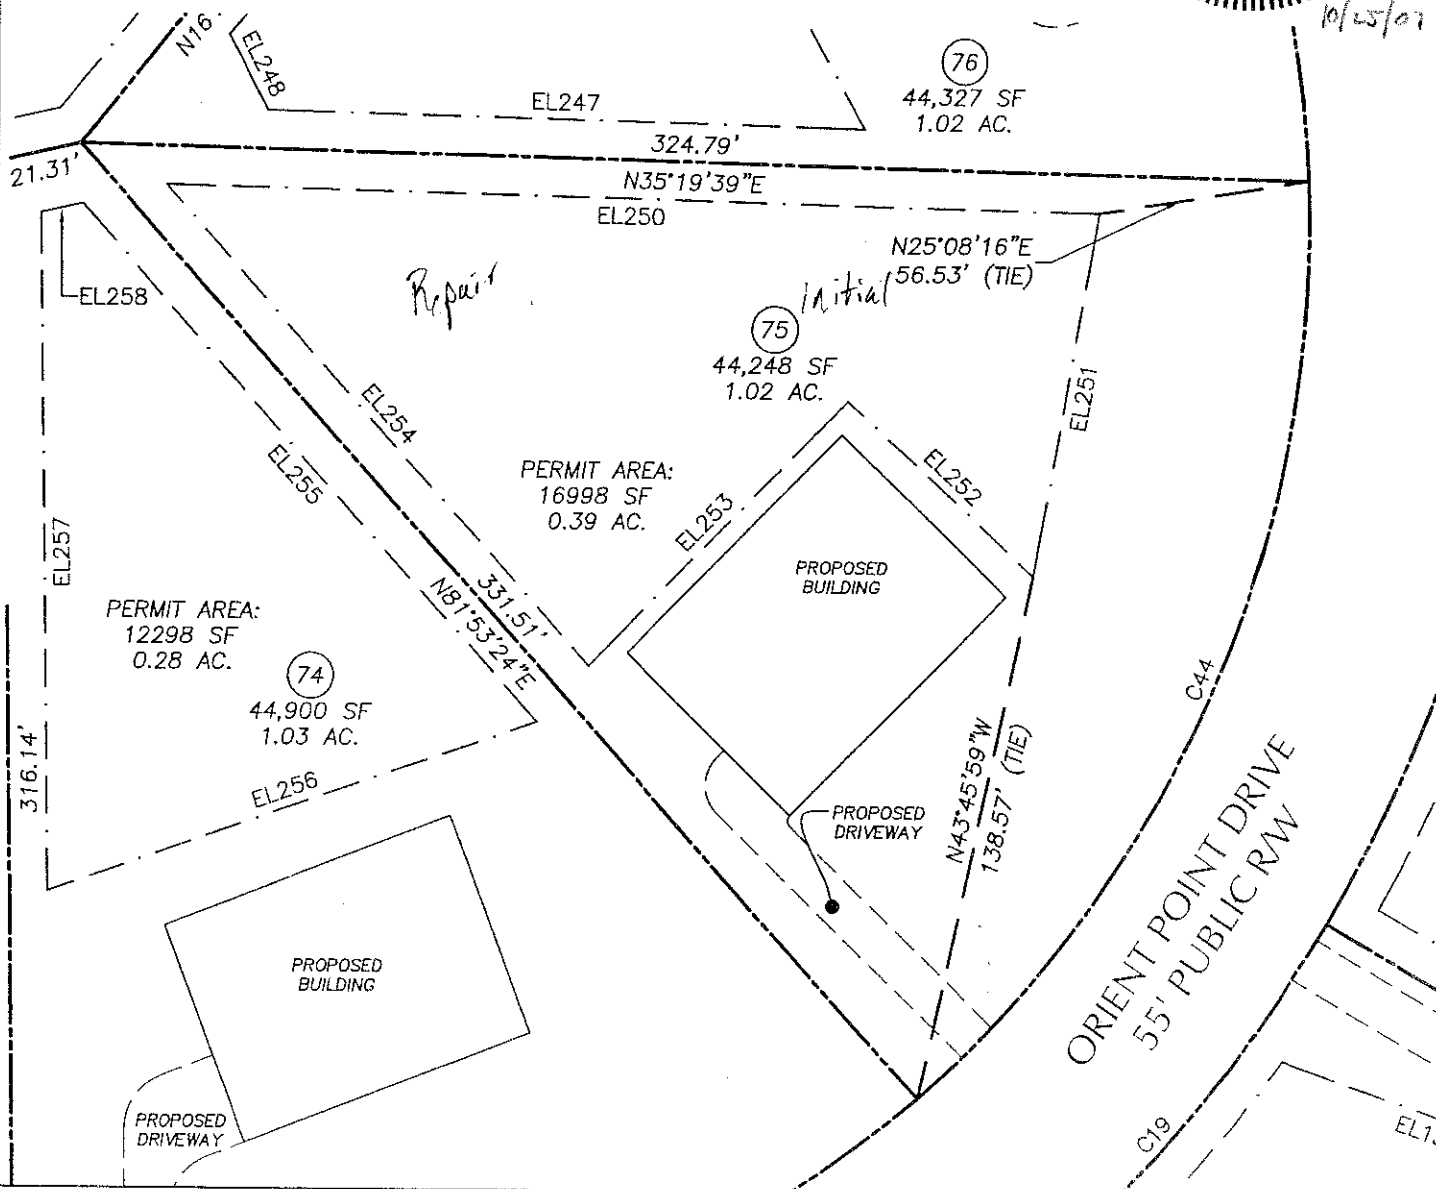 10/25/07
N16
EL248
EL247
76
44,327 SF
1.02 AC.
324.79'
21.31'
N35°19'39"E
EL250
N25°08'16"E
56.53' (TIE)
EL258
Repair
Initial
75
44,248 SF
1.02 AC.
EL251
EL254
EL255
EL252
PERMIT AREA:
16998 SF
0.39 AC.
EL253
EL257
PROPOSED
BUILDING
331.51'
N81°53'24"E
PERMIT AREA:
12298 SF
0.28 AC.
74
44,900 SF
1.03 AC.
C44
316.14'
EL256
N43°45'59"W
138.57' (TIE)
PROPOSED
DRIVEWAY
ORIENT POINT DRIVE
55' PUBLIC R/W
PROPOSED
BUILDING
PROPOSED
DRIVEWAY
C19
EL1